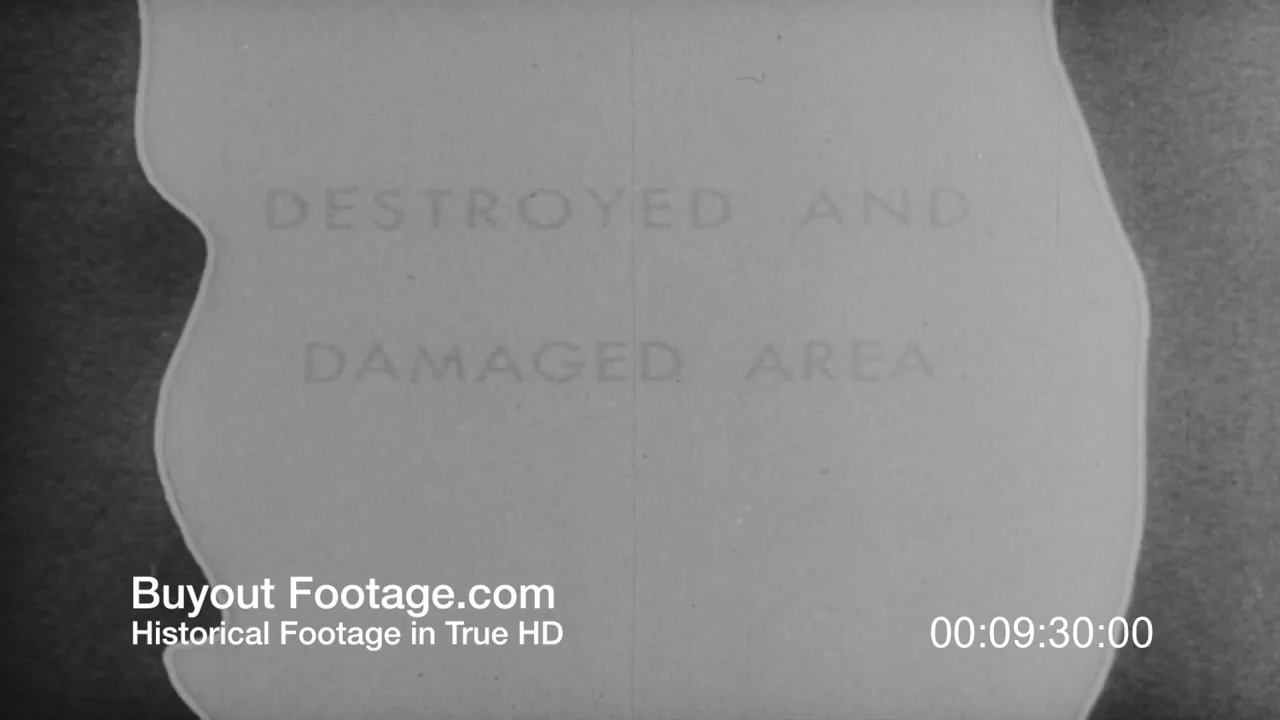 DESTROYED AND
DAMAGED AREA
Buyout Footage.com
Historical Footage in True HD
00:09:30:00